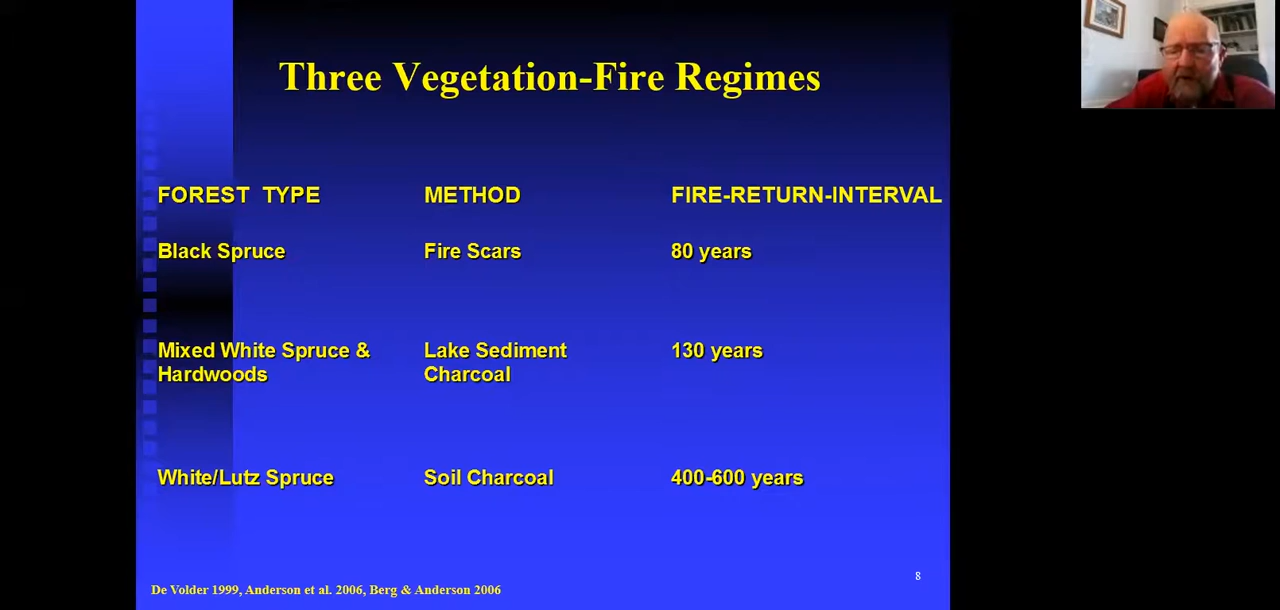 Three Vegetation-Fire Regimes
FOREST TYPE METHOD FIRE-RETURN-INTERVAL
Black Spruce Fire Scars 80 years
Mixed White Spruce & Lake Sediment 130 years
Hardwoods Charcoal
White/Lutz Spruce Soil Charcoal 400-600 years
8
De Volder 1999, Anderson et al. 2006, Berg & Anderson 2006